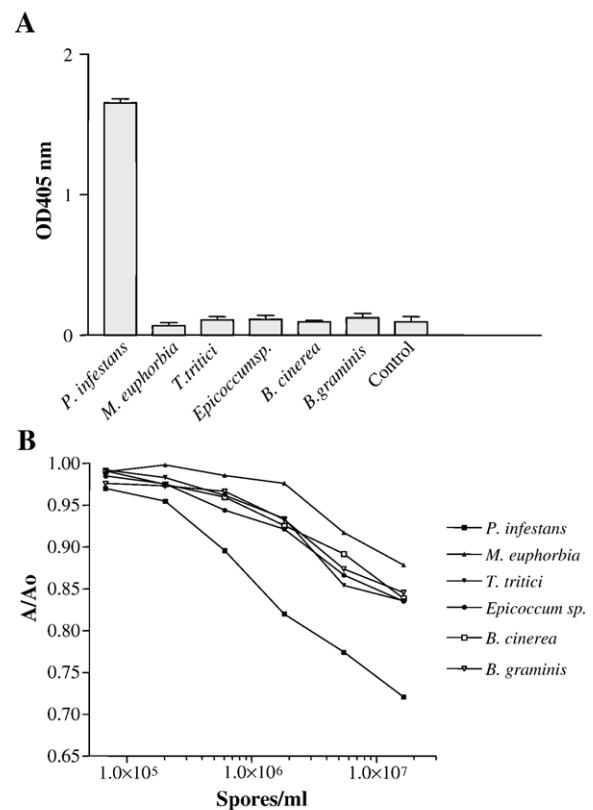 A
2
1
0
OD405 nm
P. infestans
M. euphorbia
T.tritici
Epicoccumsp.
B. cinerea
B.graminis
Control
B
1.00
0.95
0.90
0.85
0.80
0.75
0.70
0.65
A/Ao
1.0×10⁵
1.0×10⁶
1.0×10⁷
Spores/ml
P. infestans
M. euphorbia
T. tritici
Epicoccum sp.
B. cinerea
B. graminis